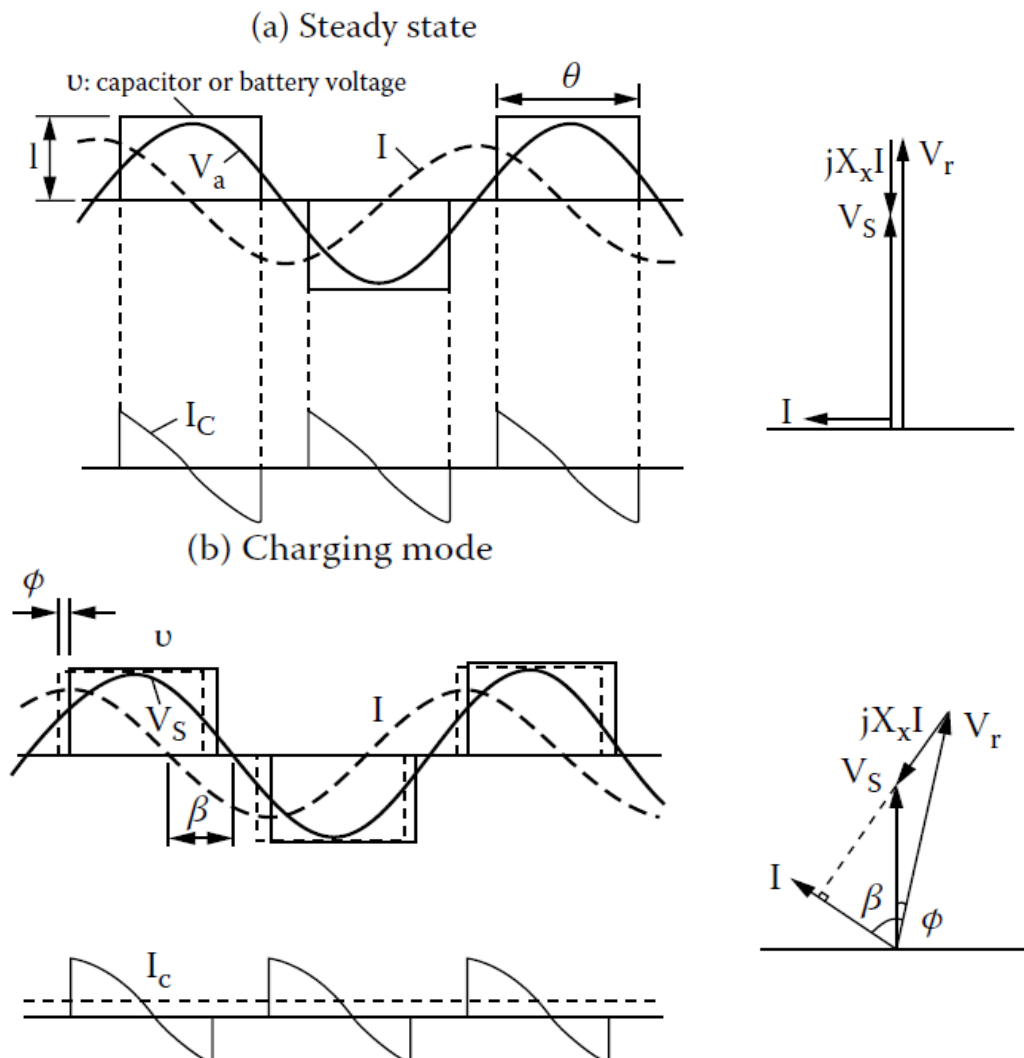 (a) Steady state
υ: capacitor or battery voltage
θ
l
V_a
I
jX_xI
V_r
V_S
I
I_C
(b) Charging mode
ϕ
υ
V_S
I
β
jX_xI
V_r
V_S
I
β
ϕ
I_c